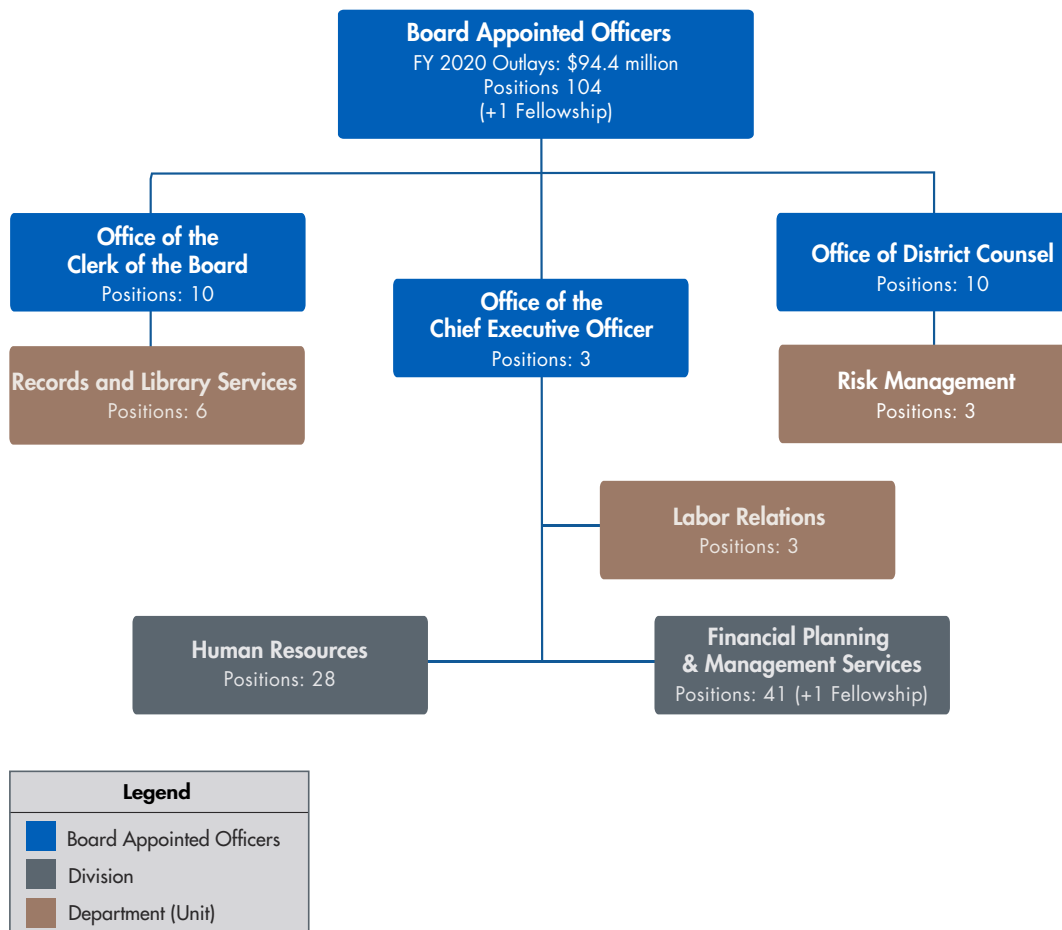 Board Appointed Officers
FY 2020 Outlays: $94.4 million
Positions 104
(+1 Fellowship)
Office of the
Clerk of the Board
Positions: 10
Office of the
Chief Executive Officer
Positions: 3
Office of District Counsel
Positions: 10
Records and Library Services
Positions: 6
Risk Management
Positions: 3
Labor Relations
Positions: 3
Human Resources
Positions: 28
Financial Planning
& Management Services
Positions: 41 (+1 Fellowship)
Legend
Board Appointed Officers
Division
Department (Unit)